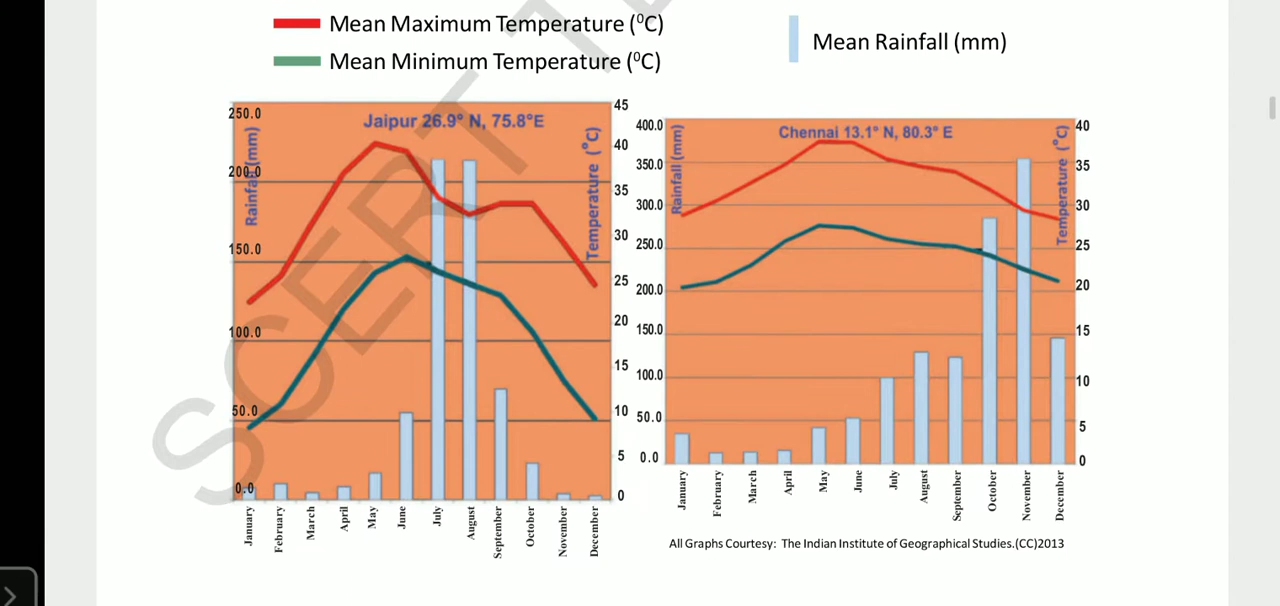 Mean Maximum Temperature (⁰C)
Mean Minimum Temperature (⁰C)
Mean Rainfall (mm)
Jaipur 26.9° N, 75.8°E
Rainfall (mm)
250.0
200.0
150.0
100.0
50.0
0.0
Temperature (°C)
45
40
35
30
25
20
15
10
5
0
January
February
March
April
May
June
July
August
September
October
November
December
Chennai 13.1° N, 80.3° E
Rainfall (mm)
400.0
350.0
300.0
250.0
200.0
150.0
100.0
50.0
0.0
Temperature (°C)
40
35
30
25
20
15
10
5
0
January
February
March
April
May
June
July
August
September
October
November
December
All Graphs Courtesy: The Indian Institute of Geographical Studies.(CC)2013
SCERT